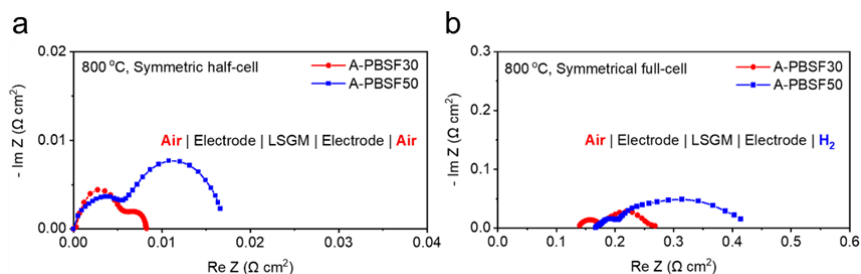 a
0.02
0.01
0.00
0.00
0.01
0.02
0.03
0.04
- Im Z (Ω cm²)
Re Z (Ω cm²)
800 °C, Symmetric half-cell
A-PBSF30
A-PBSF50
Air | Electrode | LSGM | Electrode | Air
b
0.3
0.15
0.0
0.0
0.1
0.2
0.3
0.4
0.5
0.6
- Im Z (Ω cm²)
Re Z (Ω cm²)
800 °C, Symmetrical full-cell
A-PBSF30
A-PBSF50
Air | Electrode | LSGM | Electrode | H₂